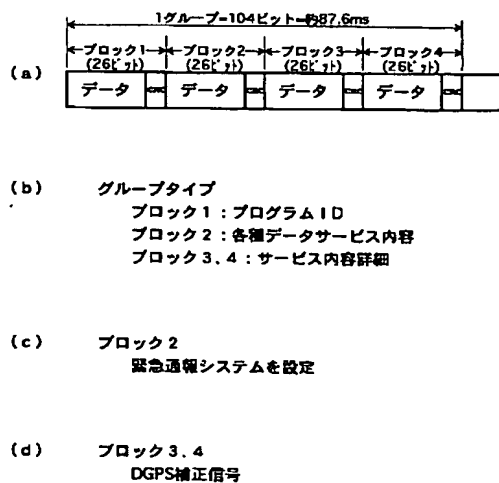 1グループ=104ビット=約87.6ms
ブロック1 ブロック2 ブロック3 ブロック4
(26ビット) (26ビット) (26ビット) (26ビット)
(a) データ データ データ データ
(b) グループタイプ
ブロック1：プログラムID
ブロック2：各種データサービス内容
ブロック3、4：サービス内容詳細
(c) ブロック2
緊急通報システムを設定
(d) ブロック3、4
DGPS補正信号